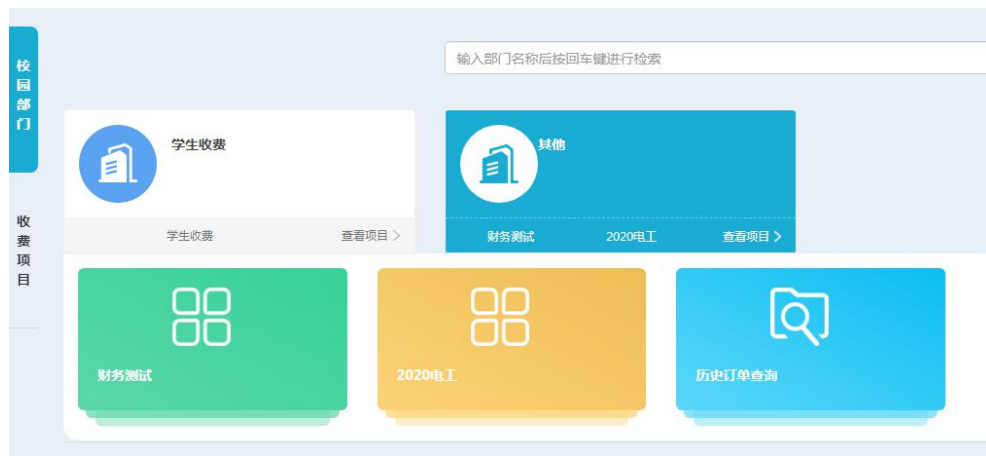 校园部门
收费项目
输入部门名称后按回车键进行检索
学生收费
学生收费 查看项目
其他
财务测试 2020电工 查看项目
财务测试
2020电工
历史订单查询